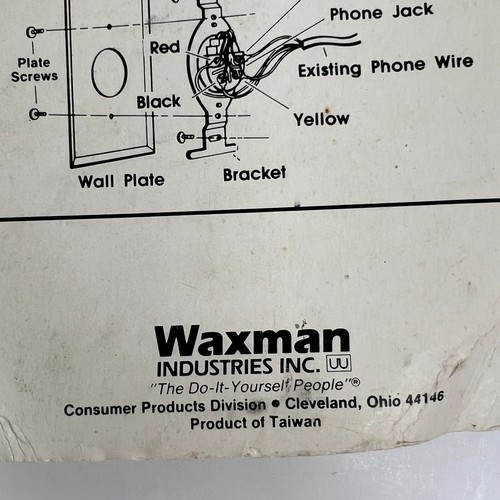 Phone Jack
Red
Plate
Screws
Existing Phone Wire
Black
Yellow
Bracket
Wall Plate
Waxman
INDUSTRIES INC.
"The Do-It-Yourself People"®
Consumer Products Division • Cleveland, Ohio 44146
Product of Taiwan